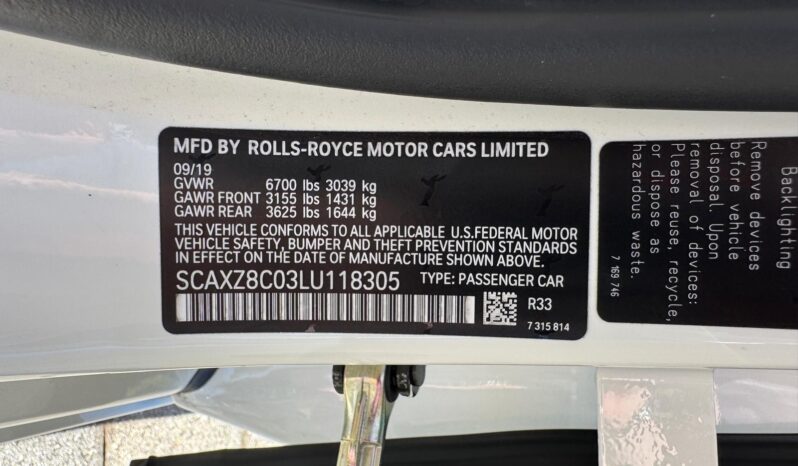 MFD BY ROLLS-ROYCE MOTOR CARS LIMITED
09/19
GVWR 6700 lbs 3039 kg
GAWR FRONT 3155 lbs 1431 kg
GAWR REAR 3625 lbs 1644 kg
THIS VEHICLE CONFORMS TO ALL APPLICABLE U.S.FEDERAL MOTOR
VEHICLE SAFETY, BUMPER AND THEFT PREVENTION STANDARDS
IN EFFECT ON THE DATE OF MANUFACTURE SHOWN ABOVE.
SCAXZ8C03LU118305 TYPE: PASSENGER CAR
R33
7 315 814
Backlighting
Remove devices
before vehicle
disposal. Upon
removal of devices:
Please reuse, recycle
or dispose as
hazardous waste.
7 169 746